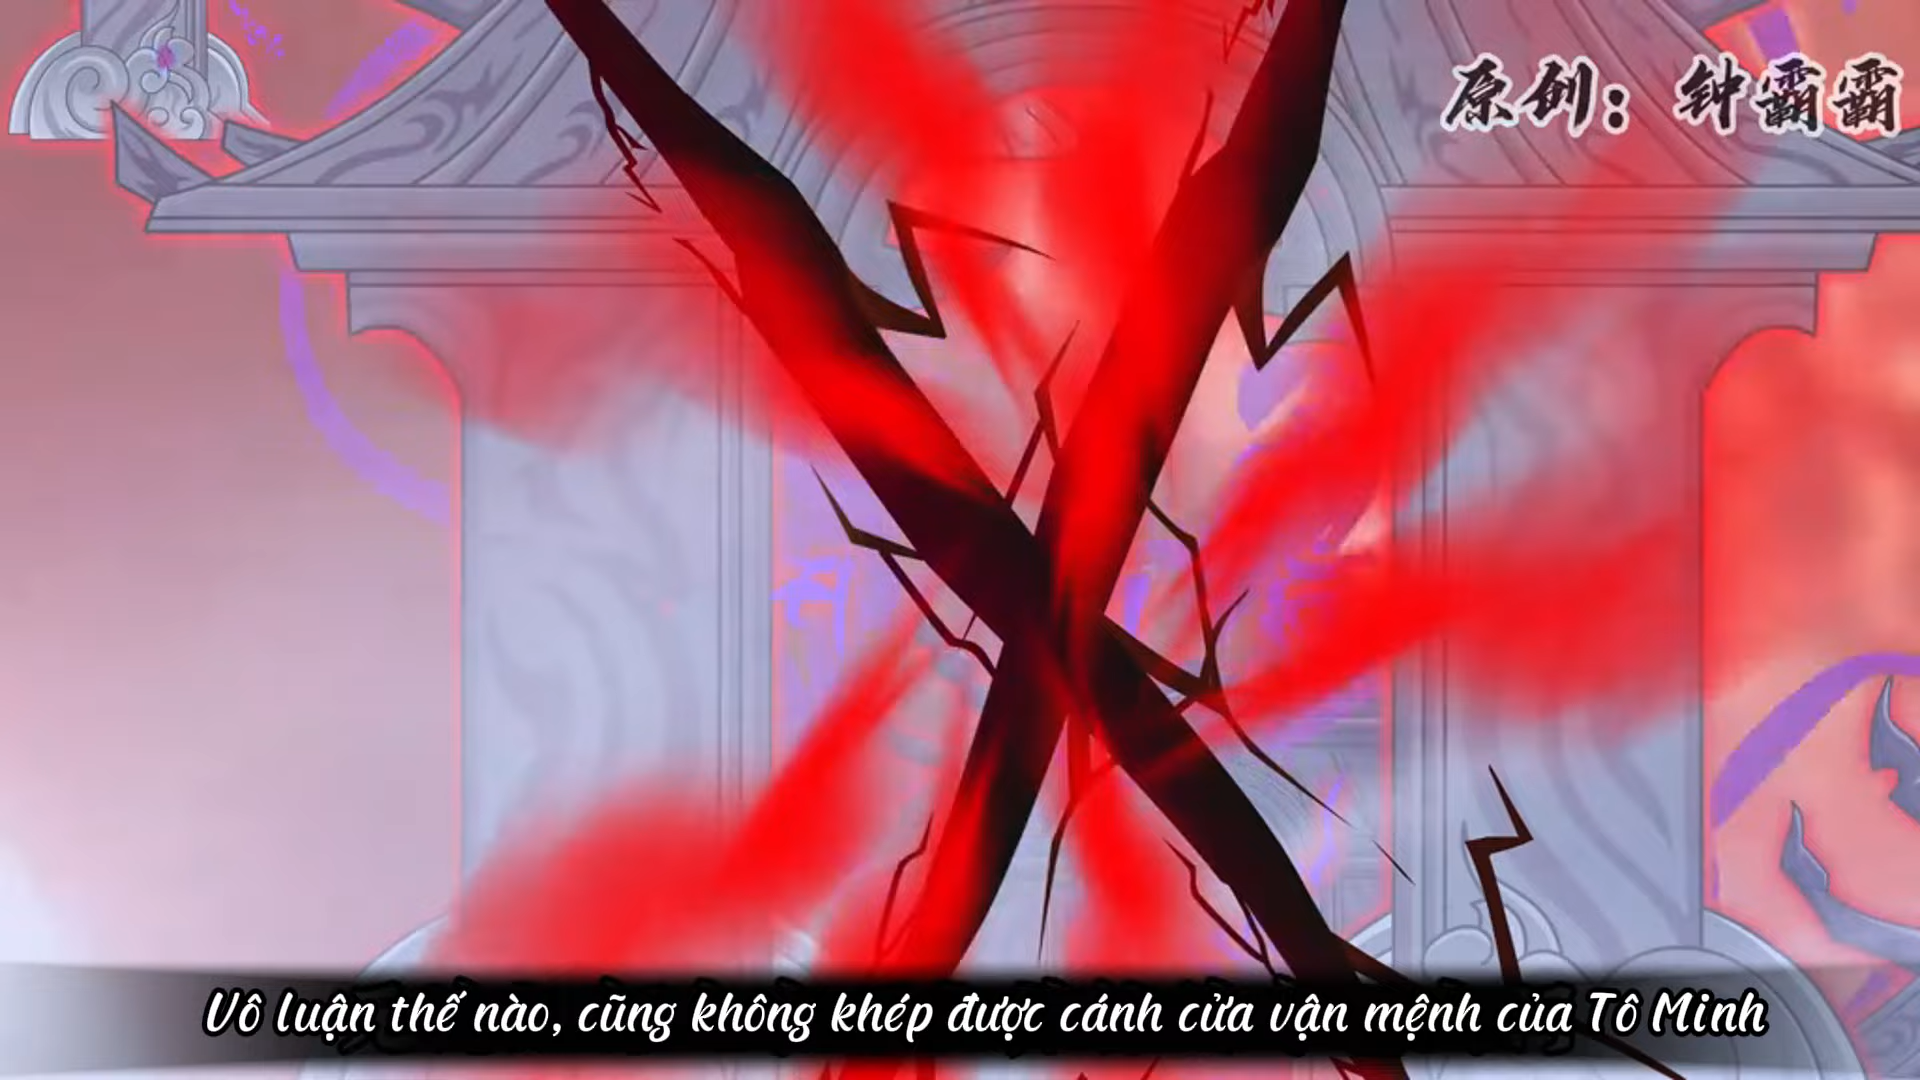 原创：钟霸霸
Vô luận thế nào, cũng không khép được cánh cửa vận mệnh của Tô Minh